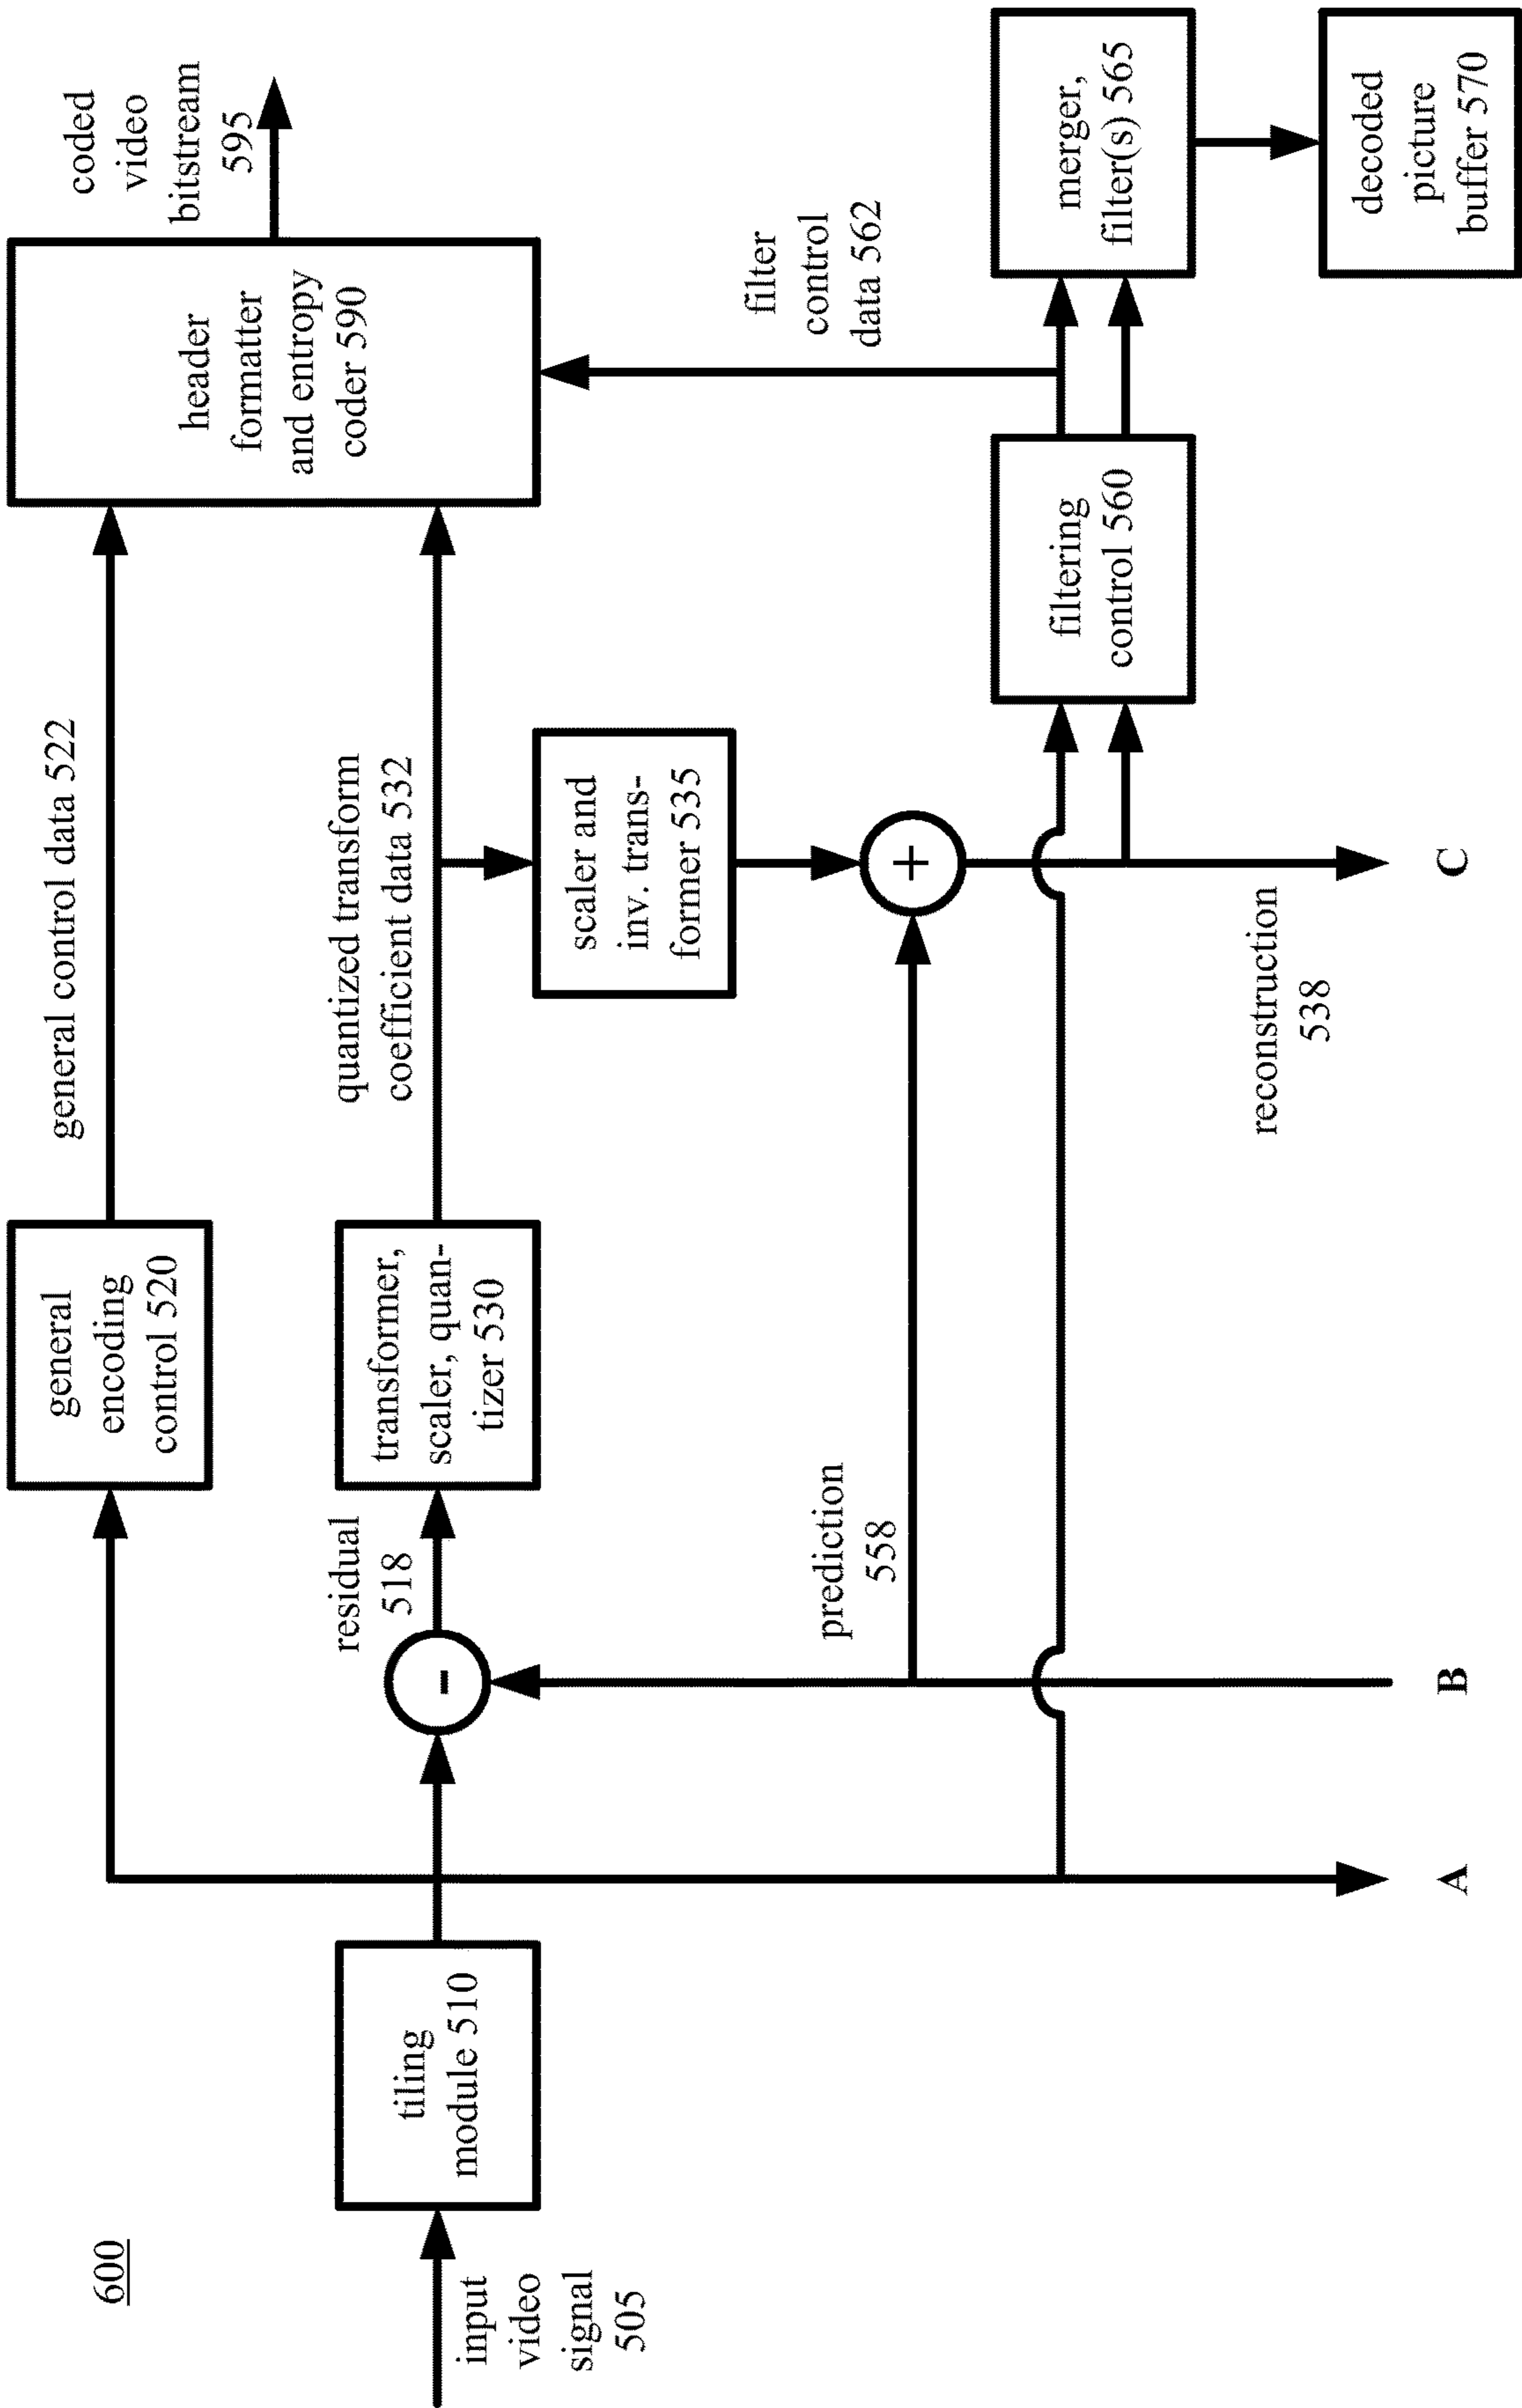 600
input
video
signal
505
tiling
module 510
general
encoding
control 520
general control data 522
header
formatter
and entropy
coder 590
coded
video
bitstream
595
-
residual
518
transformer,
scaler, quan-
tizer 530
quantized transform
coefficient data 532
scaler and
inv. trans-
former 535
prediction
558
+
filter
control
data 562
filtering
control 560
merger,
filter(s) 565
decoded
picture
buffer 570
reconstruction
538
A
B
C